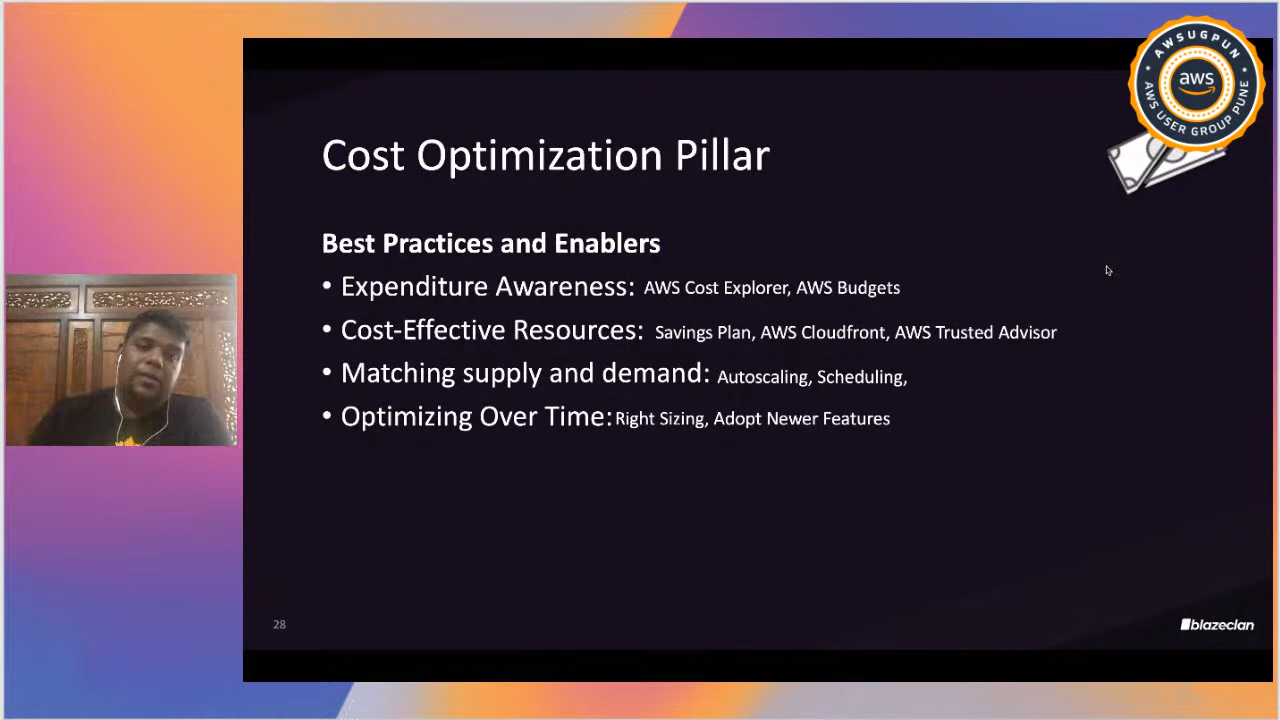 AWSUGPUN
aws
AWS USER GROUP PUNE
Cost Optimization Pillar
Best Practices and Enablers
• Expenditure Awareness: AWS Cost Explorer, AWS Budgets
• Cost-Effective Resources: Savings Plan, AWS Cloudfront, AWS Trusted Advisor
• Matching supply and demand: Autoscaling, Scheduling,
• Optimizing Over Time: Right Sizing, Adopt Newer Features
28
blazeclan